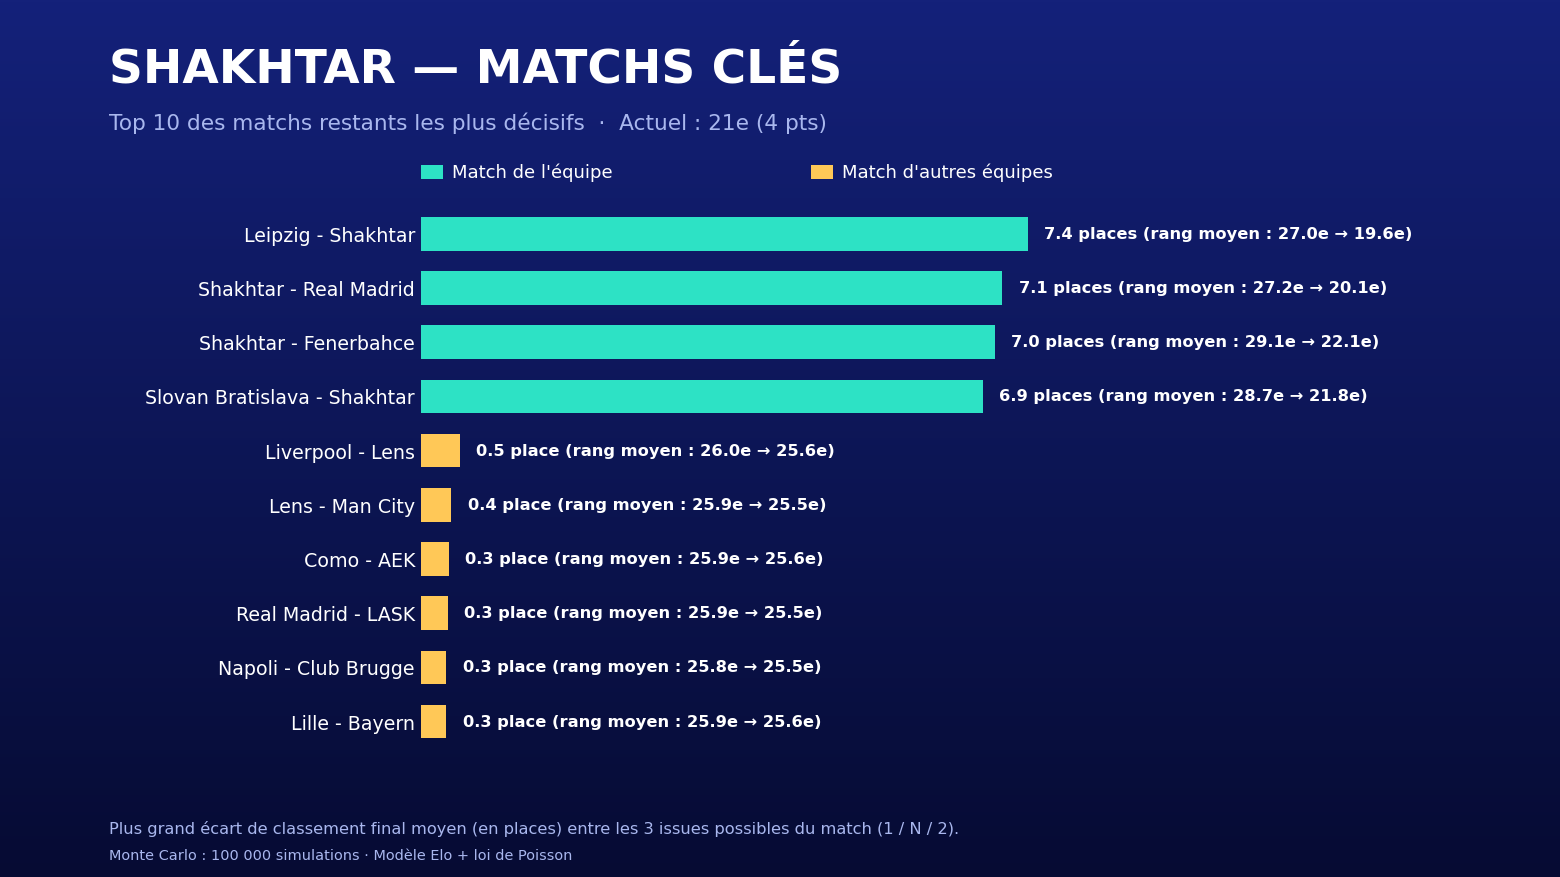 SHAKHTAR — MATCHS CLÉS
Top 10 des matchs restants les plus décisifs · Actuel : 21e (4 pts)
Match de l'équipe
Match d'autres équipes
Leipzig - Shakhtar 7.4 places (rang moyen : 27.0e → 19.6e)
Shakhtar - Real Madrid 7.1 places (rang moyen : 27.2e → 20.1e)
Shakhtar - Fenerbahce 7.0 places (rang moyen : 29.1e → 22.1e)
Slovan Bratislava - Shakhtar 6.9 places (rang moyen : 28.7e → 21.8e)
Liverpool - Lens 0.5 place (rang moyen : 26.0e → 25.6e)
Lens - Man City 0.4 place (rang moyen : 25.9e → 25.5e)
Como - AEK 0.3 place (rang moyen : 25.9e → 25.6e)
Real Madrid - LASK 0.3 place (rang moyen : 25.9e → 25.5e)
Napoli - Club Brugge 0.3 place (rang moyen : 25.8e → 25.5e)
Lille - Bayern 0.3 place (rang moyen : 25.9e → 25.6e)
Plus grand écart de classement final moyen (en places) entre les 3 issues possibles du match (1 / N / 2).
Monte Carlo : 100 000 simulations · Modèle Elo + loi de Poisson